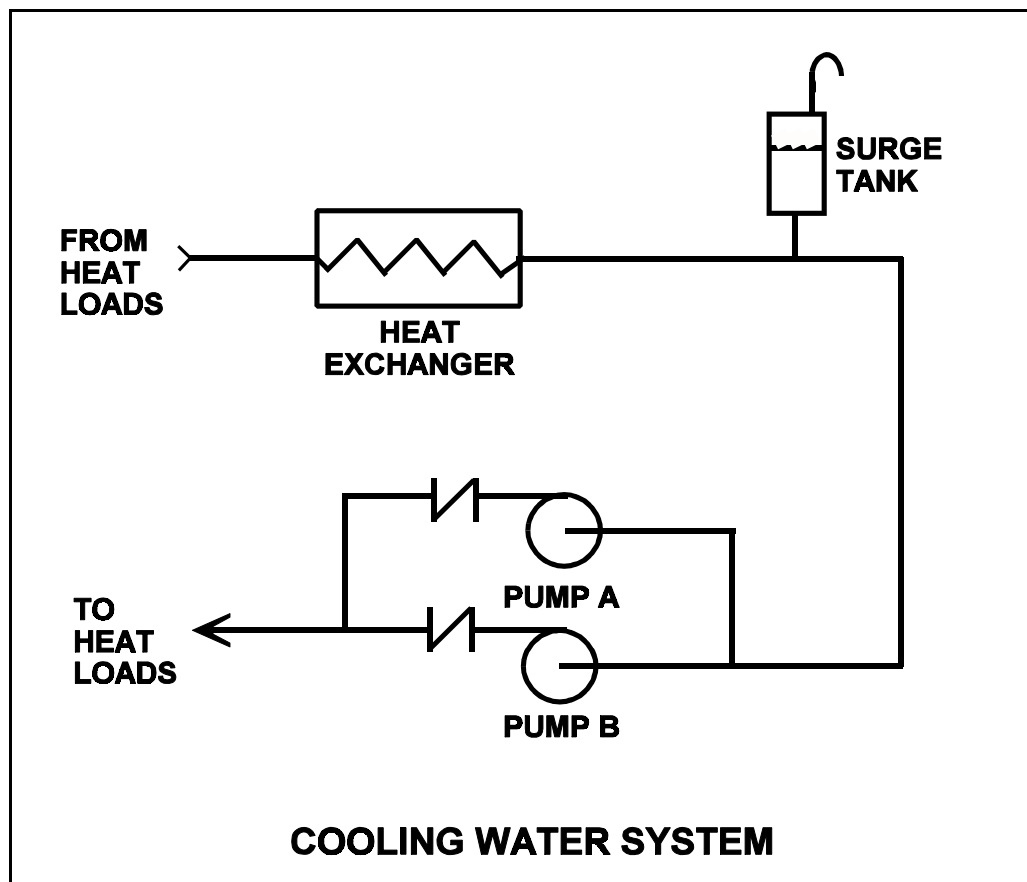 SURGE
TANK
FROM
HEAT
LOADS
HEAT
EXCHANGER
PUMP A
TO
HEAT
LOADS
PUMP B
COOLING WATER SYSTEM